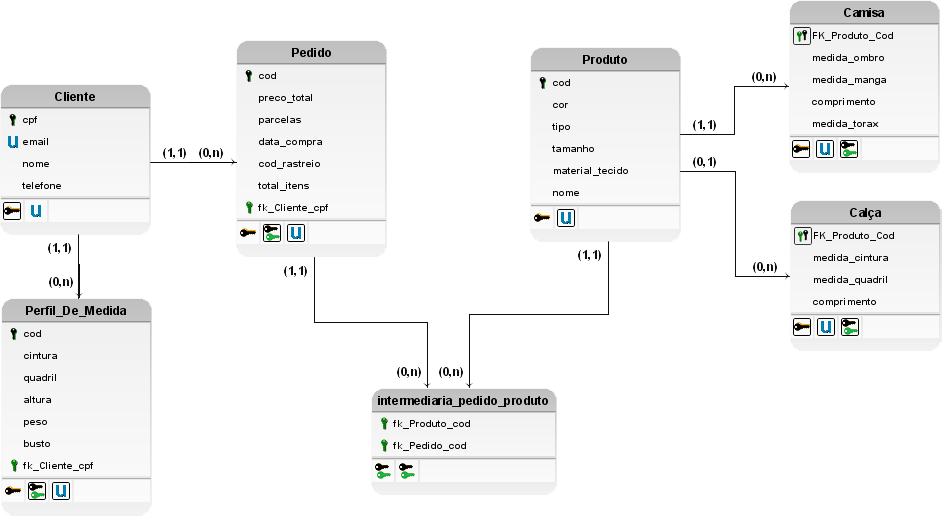 Cliente
cpf
email
nome
telefone
(1,1)
(0,n)
Pedido
cod
preco_total
parcelas
data_compra
cod_rastreio
total_itens
fk_Cliente_cpf
(1,1)
(0,n)
Perfil_De_Medida
cod
cintura
quadril
altura
peso
busto
fk_Cliente_cpf
(1,1)
(0,n)
Produto
cod
cor
tipo
tamanho
material_tecido
nome
(1,1)
(0,n)
intermediaria_pedido_produto
fk_Produto_cod
fk_Pedido_cod
(1,1)
(0,n)
Camisa
FK_Produto_Cod
medida_ombro
medida_manga
comprimento
medida_torax
(0,1)
(0,n)
Calça
FK_Produto_Cod
medida_cintura
medida_quadril
comprimento